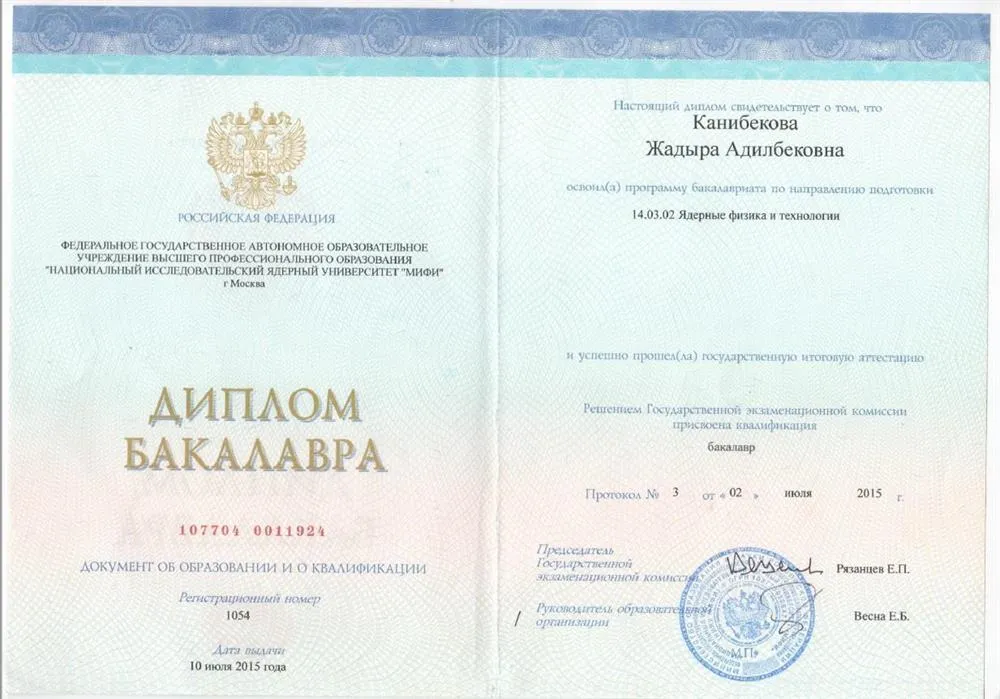 РОССИЙСКАЯ ФЕДЕРАЦИЯ
ФЕДЕРАЛЬНОЕ ГОСУДАРСТВЕННОЕ АВТОНОМНОЕ ОБРАЗОВАТЕЛЬНОЕ
УЧРЕЖДЕНИЕ ВЫСШЕГО ПРОФЕССИОНАЛЬНОГО ОБРАЗОВАНИЯ
"НАЦИОНАЛЬНЫЙ ИССЛЕДОВАТЕЛЬСКИЙ ЯДЕРНЫЙ УНИВЕРСИТЕТ "МИФИ"
г Москва
ДИПЛОМ
БАКАЛАВРА
107704 0011924
ДОКУМЕНТ ОБ ОБРАЗОВАНИИ И О КВАЛИФИКАЦИИ
Регистрационный номер
1054
Дата выдачи
10 июля 2015 года
Настоящий диплом свидетельствует о том, что
Канибекова
Жадыра Адилбековна
освоил(а) программу бакалавриата по направлению подготовки
14.03.02 Ядерные физика и технологии
и успешно прошел(ла) государственную итоговую аттестацию
Решением Государственной экзаменационной комиссии
присвоена квалификация
бакалавр
Протокол № 3 от « 02 » июля 2015 г.
Председатель
Государственной
экзаменационной комиссии Рязанцев Е.П.
Руководитель образовательной
организации Весна Е.Б.
М.П.